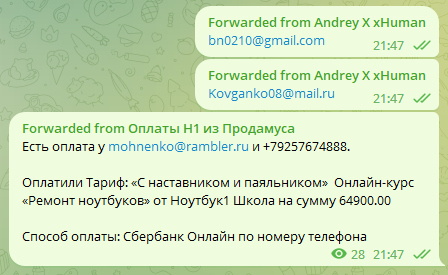 Forwarded from Andrey X xHuman
bn0210@gmail.com
21:47
Forwarded from Andrey X xHuman
Kovganko08@mail.ru
21:47
Forwarded from Оплаты Н1 из Продамуса
Есть оплата у mohnenko@rambler.ru и +79257674888.
Оплатили Тариф: «С наставником и паяльником» Онлайн-курс
«Ремонт ноутбуков» от Ноутбук1 Школа на сумму 64900.00
Способ оплаты: Сбербанк Онлайн по номеру телефона
28 21:47